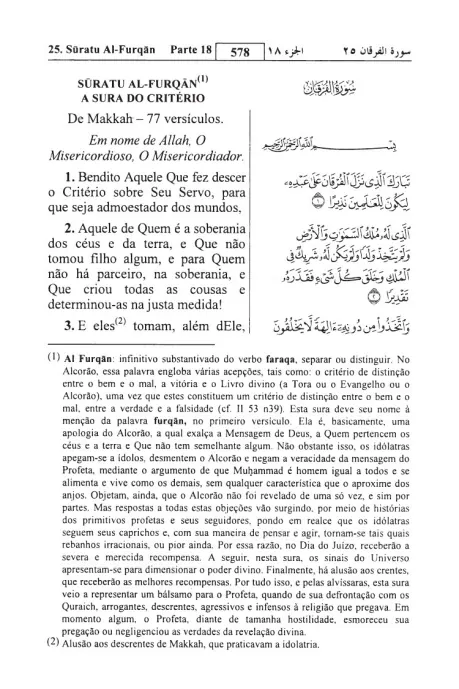 25. Sūratu Al-Furqān Parte 18 578 الجزء ١٨ سورة الفرقان ٢٥
SŪRATU AL-FURQĀN(1)
A SURA DO CRITÉRIO
De Makkah – 77 versículos.
Em nome de Allah, O
Misericordioso, O Misericordiador.
1. Bendito Aquele Que fez descer
o Critério sobre Seu Servo, para
que seja admoestador dos mundos,
2. Aquele de Quem é a soberania
dos céus e da terra, e Que não
tomou filho algum, e para Quem
não há parceiro, na soberania, e
Que criou todas as cousas e
determinou-as na justa medida!
3. E eles(2) tomam, além dEle,
سُورَةُ الفُرْقَانِ
بِسْمِ اللَّهِ الرَّحْمَٰنِ الرَّحِيمِ
تَبَارَكَ ٱلَّذِى نَزَّلَ ٱلْفُرْقَانَ عَلَىٰ عَبْدِهِۦ
لِيَكُونَ لِلْعَٰلَمِينَ نَذِيرًا ١
ٱلَّذِى لَهُۥ مُلْكُ ٱلسَّمَٰوَٰتِ وَٱلْأَرْضِ
وَلَمْ يَتَّخِذْ وَلَدًا وَلَمْ يَكُن لَّهُۥ شَرِيكٌ فِى
ٱلْمُلْكِ وَخَلَقَ كُلَّ شَىْءٍ فَقَدَّرَهُۥ
تَقْدِيرًا ٢
وَٱتَّخَذُوا۟ مِن دُونِهِۦٓ ءَالِهَةً لَّا يَخْلُقُونَ
(1) Al Furqān: infinitivo substantivado do verbo faraqa, separar ou distinguir. No
Alcorão, essa palavra engloba várias acepções, tais como: o critério de distinção
entre o bem e o mal, a vitória e o Livro divino (a Tora ou o Evangelho ou o
Alcorão), uma vez que estes constituem um critério de distinção entre o bem e o
mal, entre a verdade e a falsidade (cf. II 53 n39). Esta sura deve seu nome à
menção da palavra furqān, no primeiro versículo. Ela é, basicamente, uma
apologia do Alcorão, a qual exalça a Mensagem de Deus, a Quem pertencem os
céus e a terra e Que não tem semelhante algum. Não obstante isso, os idólatras
apegam-se a ídolos, desmentem o Alcorão e negam a veracidade da mensagem do
Profeta, mediante o argumento de que Muḥammad é homem igual a todos e se
alimenta e vive como os demais, sem qualquer característica que o aproxime dos
anjos. Objetam, ainda, que o Alcorão não foi revelado de uma só vez, e sim por
partes. Mas respostas a todas estas objeções vão surgindo, por meio de histórias
dos primitivos profetas e seus seguidores, pondo em realce que os idólatras
seguem seus caprichos e, com sua maneira de pensar e agir, tornam-se tais quais
rebanhos irracionais, ou pior ainda. Por essa razão, no Dia do Juízo, receberão a
severa e merecida recompensa. A seguir, nesta sura, os sinais do Universo
apresentam-se para dimensionar o poder divino. Finalmente, há alusão aos crentes,
que receberão as melhores recompensas. Por tudo isso, e pelas alvíssaras, esta sura
veio a representar um bálsamo para o Profeta, quando de sua defrontação com os
Quraich, arrogantes, descrentes, agressivos e infensos à religião que pregava. Em
momento algum, o Profeta, diante de tamanha hostilidade, esmoreceu sua
pregação ou negligenciou as verdades da revelação divina.
(2) Alusão aos descrentes de Makkah, que praticavam a idolatria.